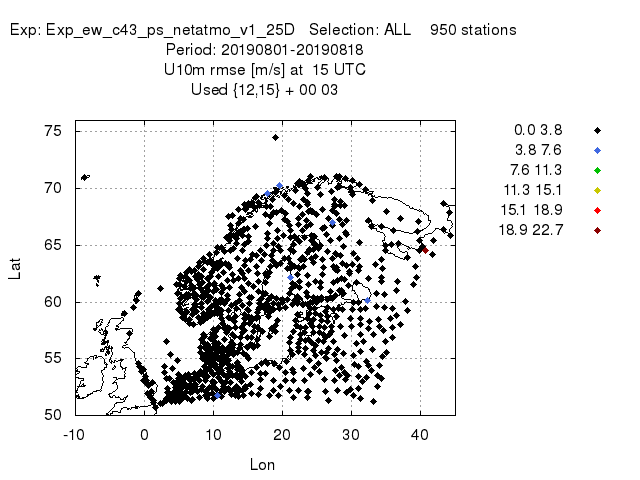 Exp: Exp_ew_c43_ps_netatmo_v1_25D Selection: ALL 950 stations
Period: 20190801-20190818
U10m rmse [m/s] at 15 UTC
Used {12,15} + 00 03
0.0 3.8
3.8 7.6
7.6 11.3
11.3 15.1
15.1 18.9
18.9 22.7
75
70
65
60
55
50
Lat
-10 0 10 20 30 40
Lon